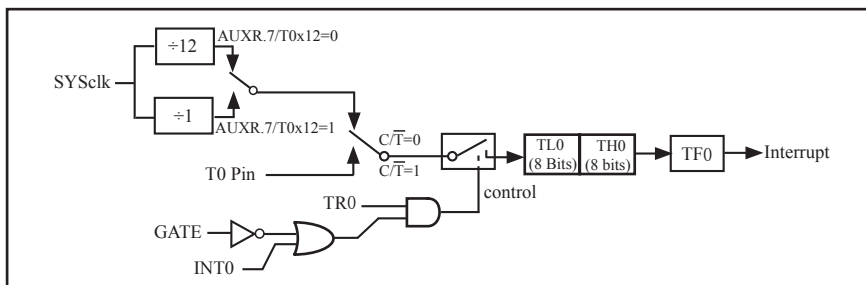 ÷12
AUXR.7/T0x12=0
SYSclk
÷1
AUXR.7/T0x12=1
C/T̅=0
C/T̅=1
T0 Pin
TL0
(8 Bits)
TH0
(8 bits)
TF0
Interrupt
control
TR0
GATE
INT0